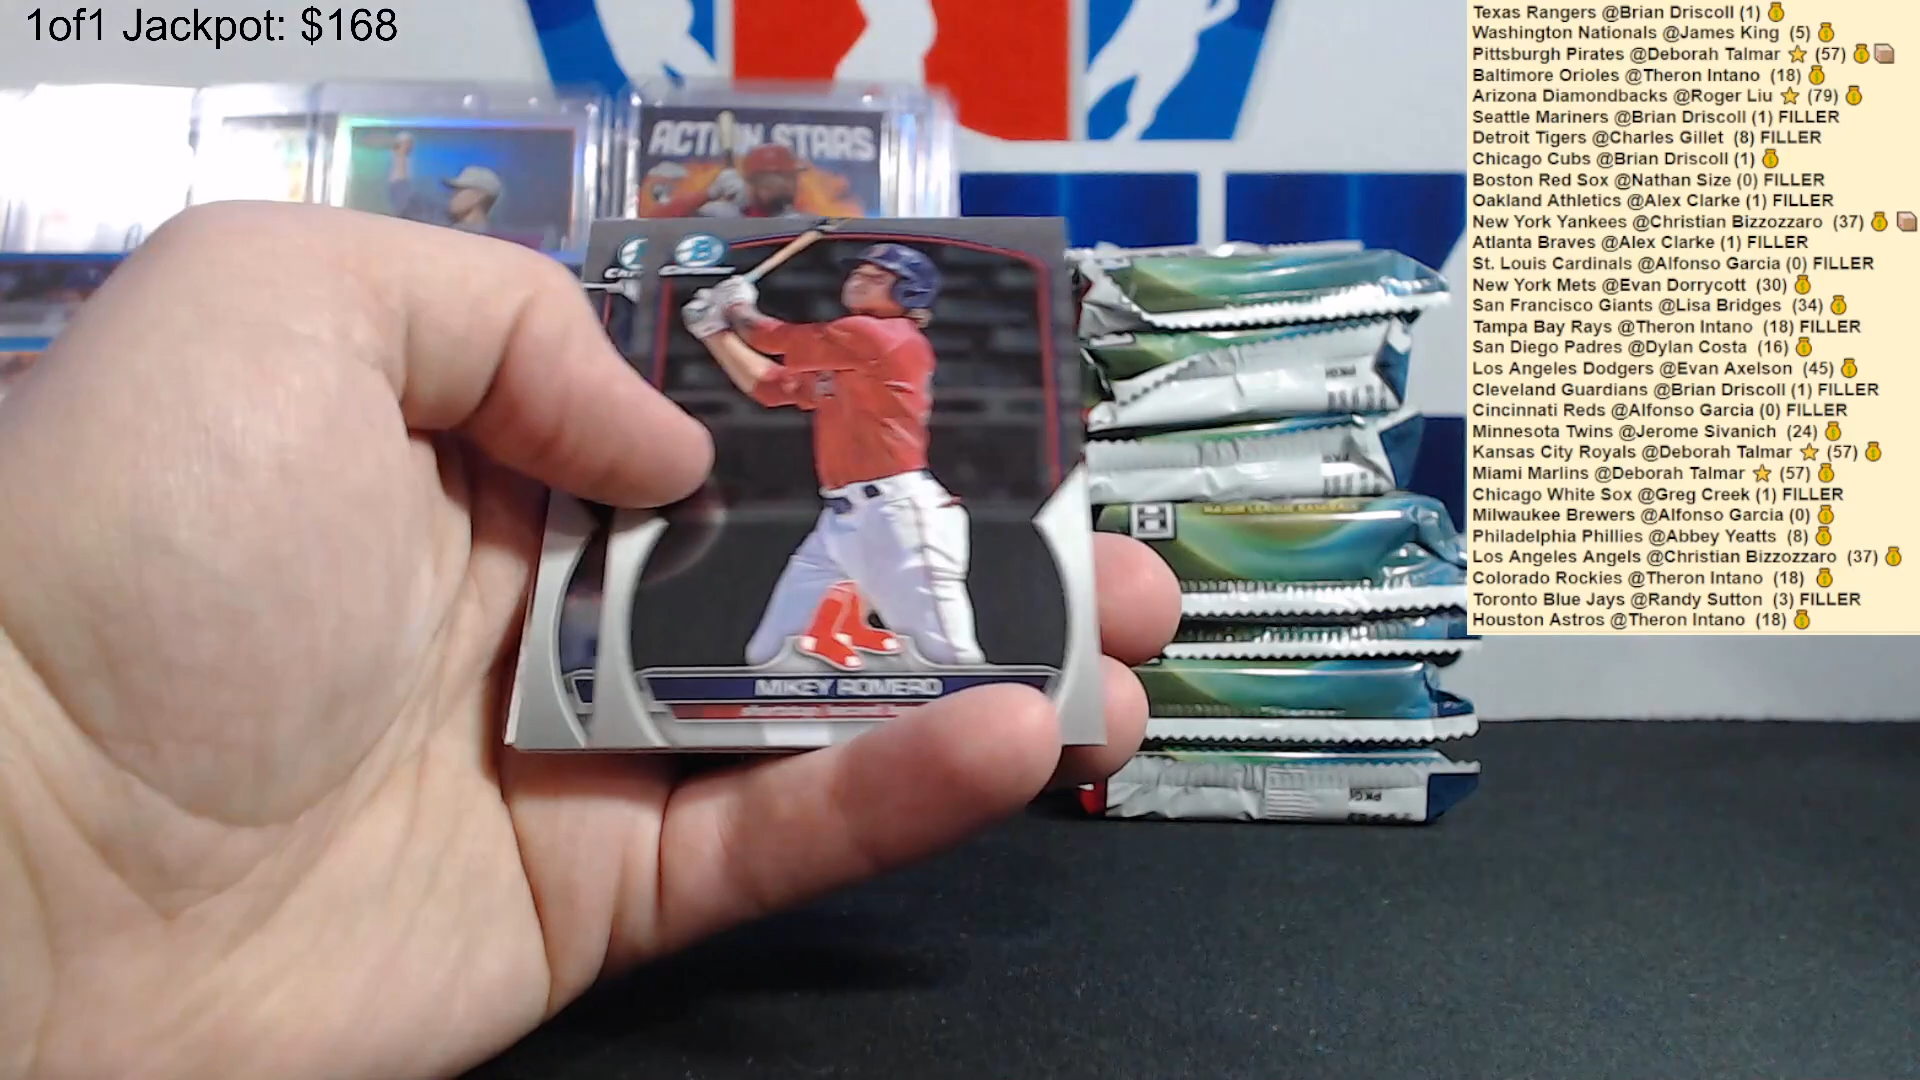 1of1 Jackpot: $168
ACTION STARS
MIKEY ROMERO
MAJOR LEAGUE BASEBALL
Texas Rangers @Brian Driscoll (1)
Washington Nationals @James King (5)
Pittsburgh Pirates @Deborah Talmar ⭐ (57)
Baltimore Orioles @Theron Intano (18)
Arizona Diamondbacks @Roger Liu ⭐ (79)
Seattle Mariners @Brian Driscoll (1) FILLER
Detroit Tigers @Charles Gillet (8) FILLER
Chicago Cubs @Brian Driscoll (1)
Boston Red Sox @Nathan Size (0) FILLER
Oakland Athletics @Alex Clarke (1) FILLER
New York Yankees @Christian Bizzozzaro (37)
Atlanta Braves @Alex Clarke (1) FILLER
St. Louis Cardinals @Alfonso Garcia (0) FILLER
New York Mets @Evan Dorrycott (30)
San Francisco Giants @Lisa Bridges (34)
Tampa Bay Rays @Theron Intano (18) FILLER
San Diego Padres @Dylan Costa (16)
Los Angeles Dodgers @Evan Axelson (45)
Cleveland Guardians @Brian Driscoll (1) FILLER
Cincinnati Reds @Alfonso Garcia (0) FILLER
Minnesota Twins @Jerome Sivanich (24)
Kansas City Royals @Deborah Talmar ⭐ (57)
Miami Marlins @Deborah Talmar ⭐ (57)
Chicago White Sox @Greg Creek (1) FILLER
Milwaukee Brewers @Alfonso Garcia (0)
Philadelphia Phillies @Abbey Yeatts (8)
Los Angeles Angels @Christian Bizzozzaro (37)
Colorado Rockies @Theron Intano (18)
Toronto Blue Jays @Randy Sutton (3) FILLER
Houston Astros @Theron Intano (18)